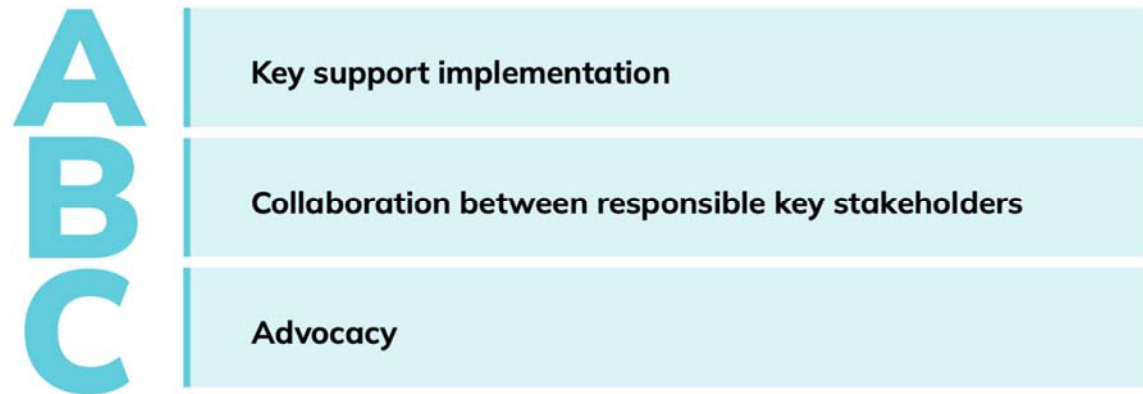 A
Key support implementation
B
Collaboration between responsible key stakeholders
C
Advocacy